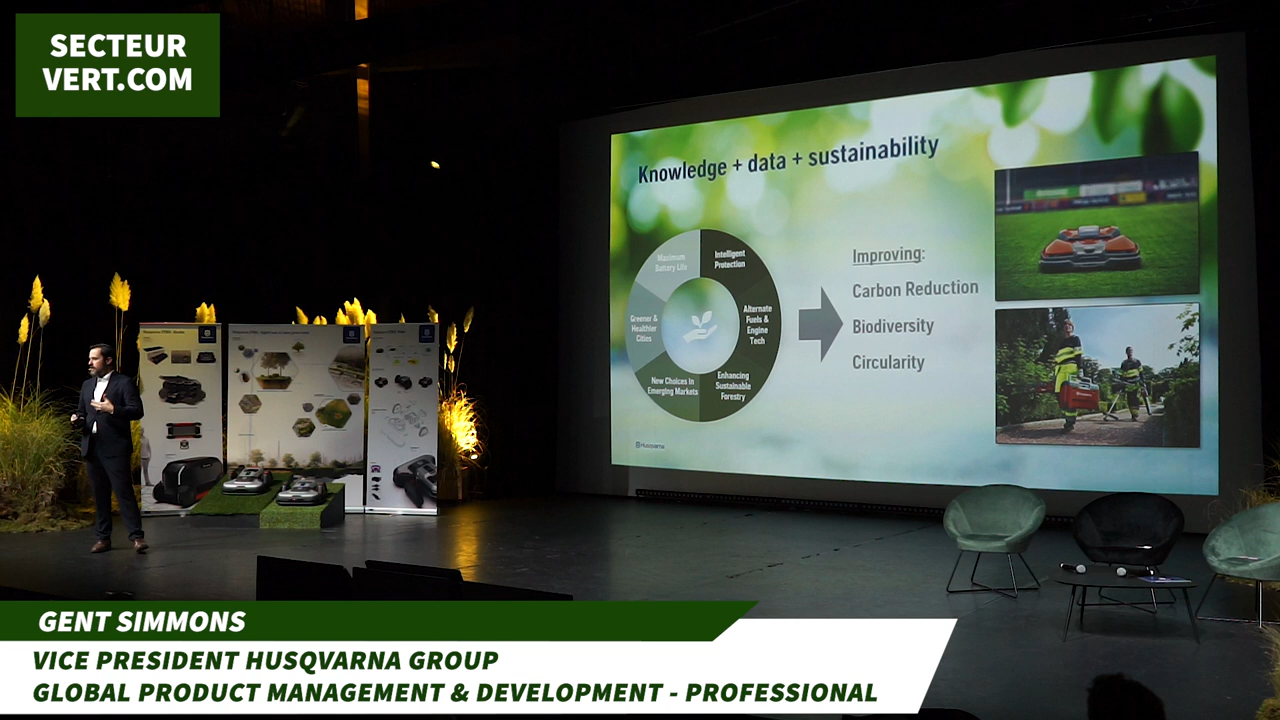 SECTEUR
VERT.COM
Knowledge + data + sustainability
Maximum
Battery Life
Intelligent
Protection
Greener &
Healthier
Cities
Alternate
Fuels &
Engine
Tech
New Choices in
Emerging Markets
Enhancing
Sustainable
Forestry
Improving:
Carbon Reduction
Biodiversity
Circularity
Husqvarna
GENT SIMMONS
VICE PRESIDENT HUSQVARNA GROUP
GLOBAL PRODUCT MANAGEMENT & DEVELOPMENT - PROFESSIONAL